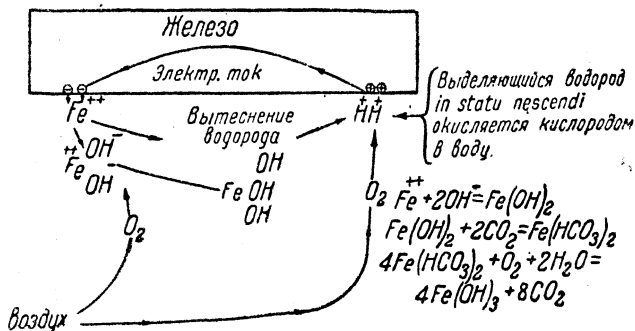 Железо
Электр. ток
⊖ ⊖ ++
Fe
⊕⊕
+ +
HH
Вытеснение
водорода
Выделяющийся водород
in statu nescendi
окисляется кислородом
в воду.
++ OH⁻
Fe
OH
OH
Fe OH
OH
O₂
O₂
Fe⁺⁺+2OH⁻=Fe(OH)₂
Fe(OH)₂+2CO₂=Fe(HCO₃)₂
4Fe(HCO₃)₂+O₂+2H₂O=
4Fe(OH)₃+8CO₂
воздух